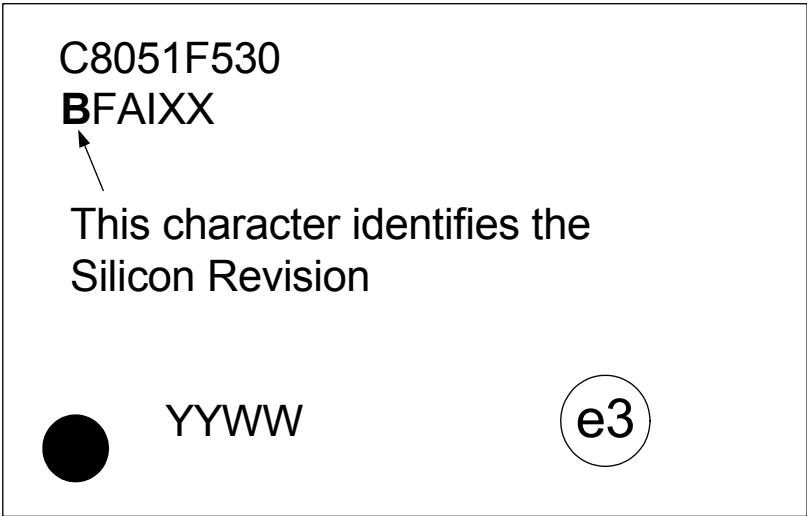 C8051F530
BFAIXX
This character identifies the
Silicon Revision
YYWW
e3